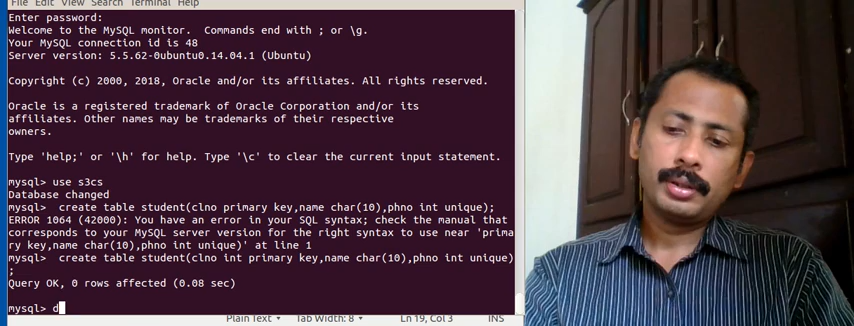 File Edit View Search Terminal Help
Enter password:
Welcome to the MySQL monitor.  Commands end with ; or \g.
Your MySQL connection id is 48
Server version: 5.5.62-0ubuntu0.14.04.1 (Ubuntu)
Copyright (c) 2000, 2018, Oracle and/or its affiliates. All rights reserved.
Oracle is a registered trademark of Oracle Corporation and/or its
affiliates. Other names may be trademarks of their respective
owners.
Type 'help;' or '\h' for help. Type '\c' to clear the current input statement.
mysql> use s3cs
Database changed
mysql>  create table student(clno primary key,name char(10),phno int unique);
ERROR 1064 (42000): You have an error in your SQL syntax; check the manual that
corresponds to your MySQL server version for the right syntax to use near 'prima
ry key,name char(10),phno int unique)' at line 1
mysql>  create table student(clno int primary key,name char(10),phno int unique)
;
Query OK, 0 rows affected (0.08 sec)
mysql> d
Plain Text Tab Width: 8 Ln 19, Col 3 INS